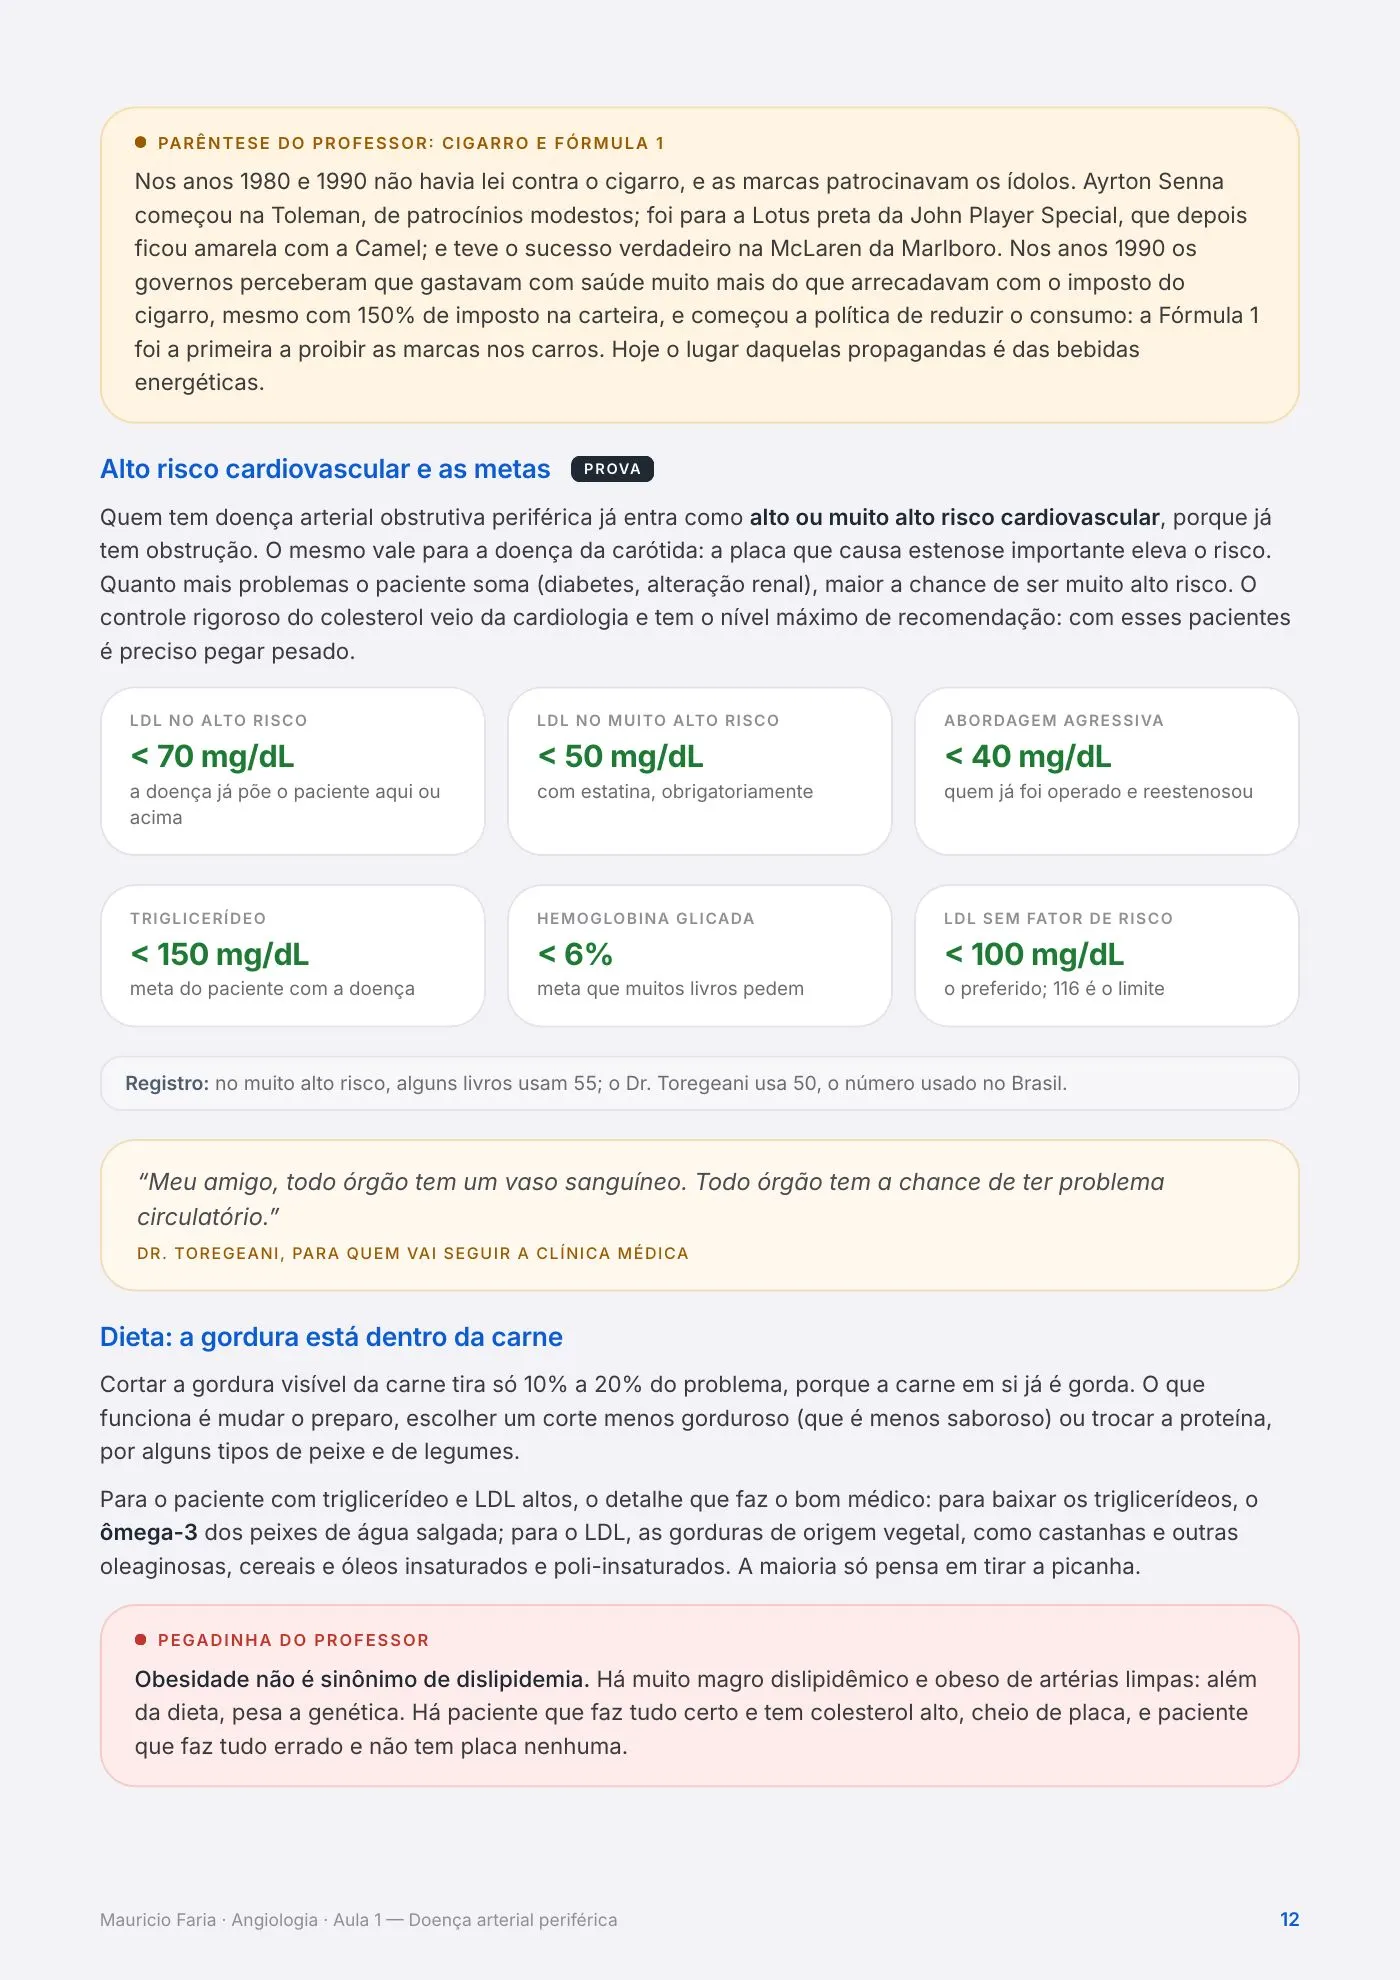 PARÊNTESE DO PROFESSOR: CIGARRO E FÓRMULA 1
Nos anos 1980 e 1990 não havia lei contra o cigarro, e as marcas patrocinavam os ídolos. Ayrton Senna
começou na Toleman, de patrocínios modestos; foi para a Lotus preta da John Player Special, que depois
ficou amarela com a Camel; e teve o sucesso verdadeiro na McLaren da Marlboro. Nos anos 1990 os
governos perceberam que gastavam com saúde muito mais do que arrecadavam com o imposto do
cigarro, mesmo com 150% de imposto na carteira, e começou a política de reduzir o consumo: a Fórmula 1
foi a primeira a proibir as marcas nos carros. Hoje o lugar daquelas propagandas é das bebidas
energéticas.
Alto risco cardiovascular e as metas PROVA
Quem tem doença arterial obstrutiva periférica já entra como alto ou muito alto risco cardiovascular, porque já
tem obstrução. O mesmo vale para a doença da carótida: a placa que causa estenose importante eleva o risco.
Quanto mais problemas o paciente soma (diabetes, alteração renal), maior a chance de ser muito alto risco. O
controle rigoroso do colesterol veio da cardiologia e tem o nível máximo de recomendação: com esses pacientes
é preciso pegar pesado.
LDL NO ALTO RISCO
< 70 mg/dL
a doença já põe o paciente aqui ou
acima
LDL NO MUITO ALTO RISCO
< 50 mg/dL
com estatina, obrigatoriamente
ABORDAGEM AGRESSIVA
< 40 mg/dL
quem já foi operado e reestenosou
TRIGLICERÍDEO
< 150 mg/dL
meta do paciente com a doença
HEMOGLOBINA GLICADA
< 6%
meta que muitos livros pedem
LDL SEM FATOR DE RISCO
< 100 mg/dL
o preferido; 116 é o limite
Registro: no muito alto risco, alguns livros usam 55; o Dr. Toregeani usa 50, o número usado no Brasil.
“Meu amigo, todo órgão tem um vaso sanguíneo. Todo órgão tem a chance de ter problema
circulatório.”
DR. TOREGEANI, PARA QUEM VAI SEGUIR A CLÍNICA MÉDICA
Dieta: a gordura está dentro da carne
Cortar a gordura visível da carne tira só 10% a 20% do problema, porque a carne em si já é gorda. O que
funciona é mudar o preparo, escolher um corte menos gorduroso (que é menos saboroso) ou trocar a proteína,
por alguns tipos de peixe e de legumes.
Para o paciente com triglicerídeo e LDL altos, o detalhe que faz o bom médico: para baixar os triglicerídeos, o
ômega-3 dos peixes de água salgada; para o LDL, as gorduras de origem vegetal, como castanhas e outras
oleaginosas, cereais e óleos insaturados e poli-insaturados. A maioria só pensa em tirar a picanha.
PEGADINHA DO PROFESSOR
Obesidade não é sinônimo de dislipidemia. Há muito magro dislipidêmico e obeso de artérias limpas: além
da dieta, pesa a genética. Há paciente que faz tudo certo e tem colesterol alto, cheio de placa, e paciente
que faz tudo errado e não tem placa nenhuma.
Mauricio Faria · Angiologia · Aula 1 — Doença arterial periférica
12